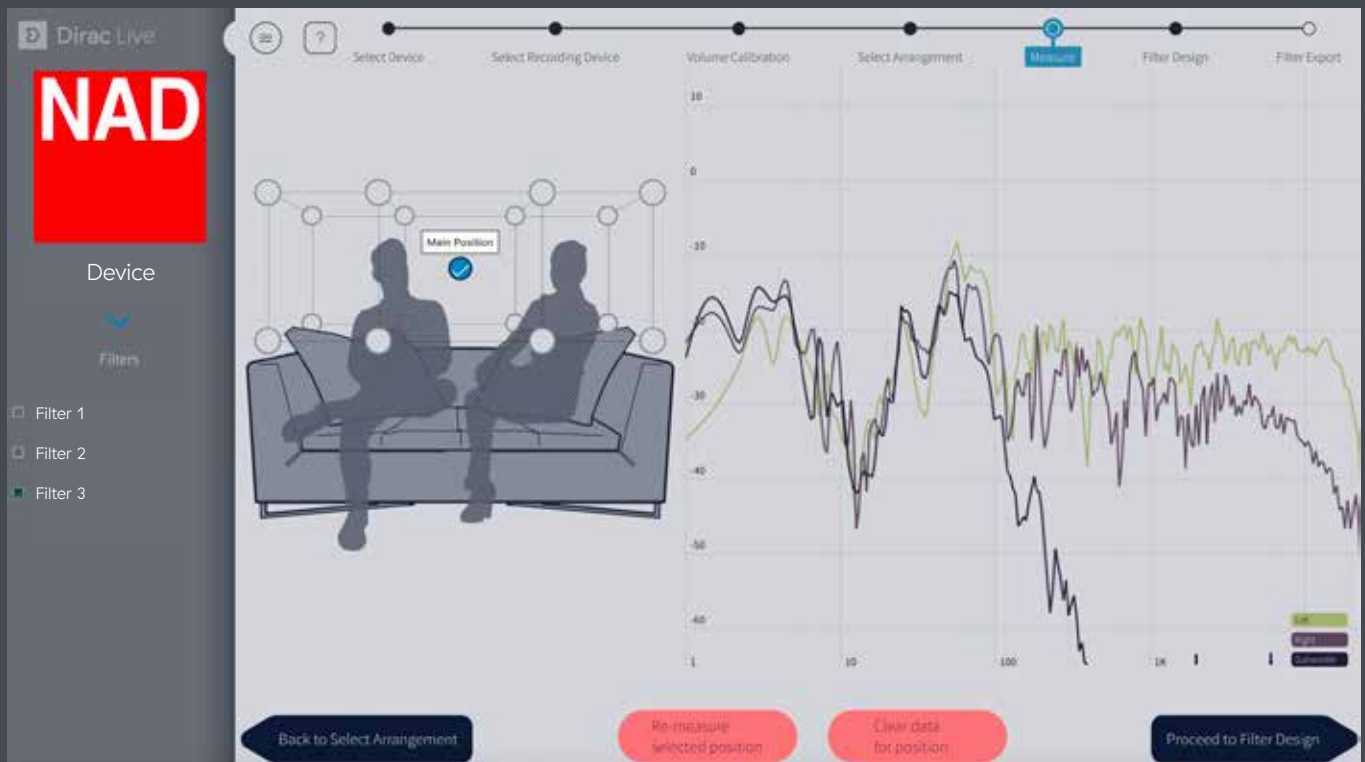 Dirac Live
?
Select Device
Select Recording Device
Volume Calibration
Select Arrangement
Measure
Filter Design
Filter Export
NAD
Device
Filters
Filter 1
Filter 2
Filter 3
Main Position
10
0
-10
-30
-40
-50
-60
1
10
100
1K
Left
Right
Subwoofer
Back to Select Arrangement
Re-measure
selected position
Clear data
for position
Proceed to Filter Design